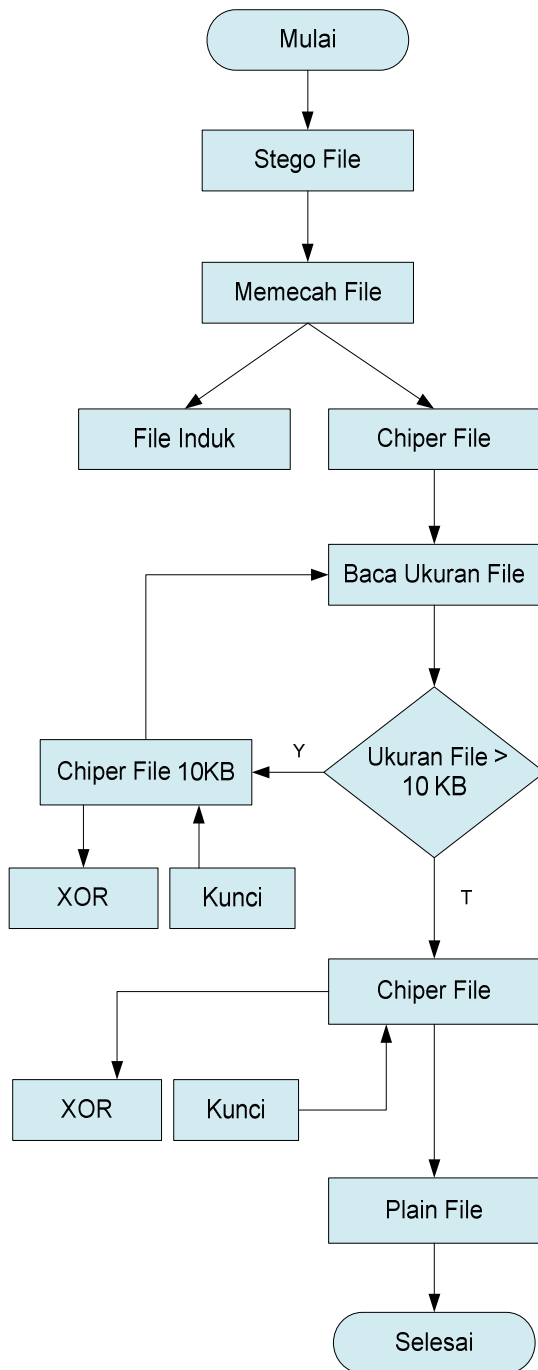 Mulai
Stego File
Memecah File
File Induk
Chiper File
Baca Ukuran File
Ukuran File >
10 KB
Y
Chiper File 10KB
XOR
Kunci
T
Chiper File
XOR
Kunci
Plain File
Selesai